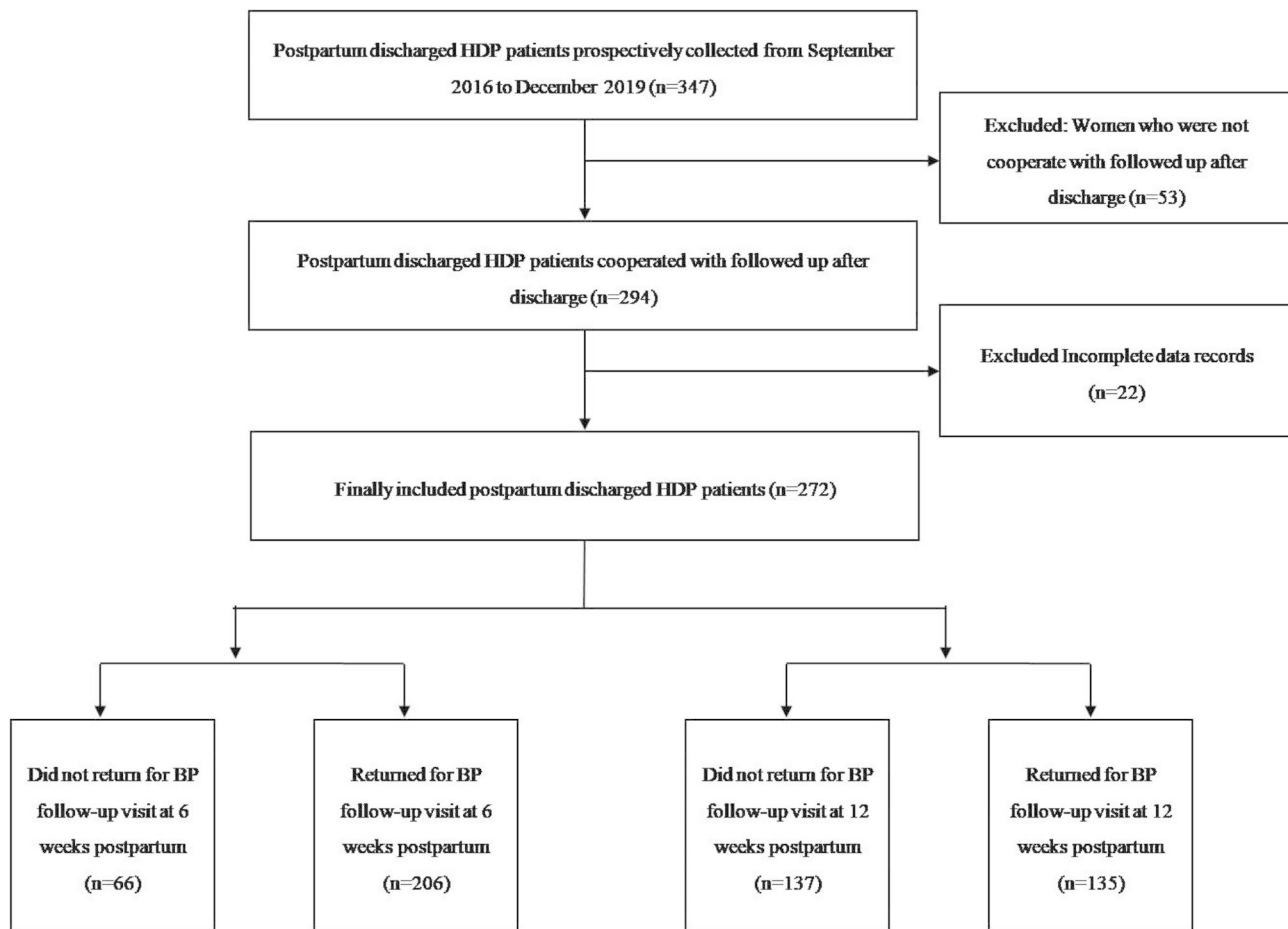 Postpartum discharged HDP patients prospectively collected from September
2016 to December 2019 (n=347)
Excluded: Women who were not
cooperate with followed up after
discharge (n=53)
Postpartum discharged HDP patients cooperated with followed up after
discharge (n=294)
Excluded Incomplete data records
(n=22)
Finally included postpartum discharged HDP patients (n=272)
Did not return for BP
follow-up visit at 6
weeks postpartum
(n=66)
Returned for BP
follow-up visit at 6
weeks postpartum
(n=206)
Did not return for BP
follow-up visit at 12
weeks postpartum
(n=137)
Returned for BP
follow-up visit at 12
weeks postpartum
(n=135)